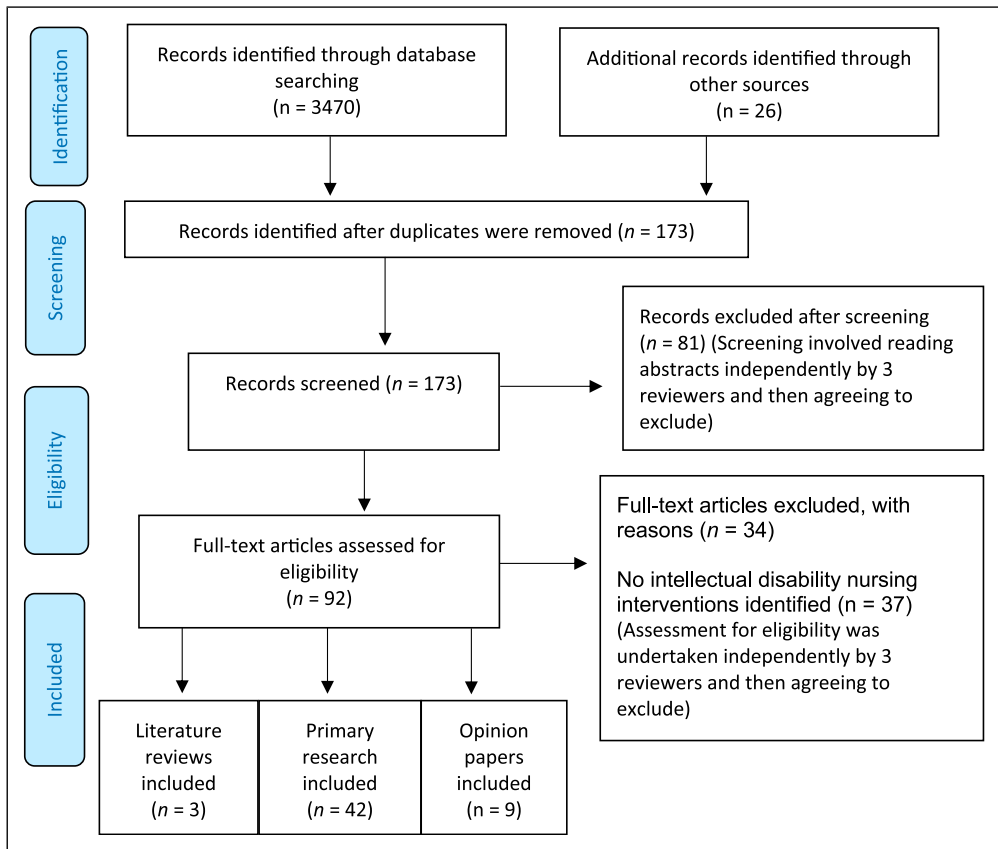 Identification
Records identified through database
searching
(n = 3470)
Additional records identified through
other sources
(n = 26)
Screening
Records identified after duplicates were removed (n = 173)
Records screened (n = 173)
Records excluded after screening
(n = 81) (Screening involved reading
abstracts independently by 3
reviewers and then agreeing to
exclude)
Eligibility
Full-text articles assessed for
eligibility
(n = 92)
Full-text articles excluded, with
reasons (n = 34)
No intellectual disability nursing
interventions identified (n = 37)
(Assessment for eligibility was
undertaken independently by 3
reviewers and then agreeing to
exclude)
Included
Literature
reviews
included
(n = 3)
Primary
research
included
(n = 42)
Opinion
papers
included
(n = 9)